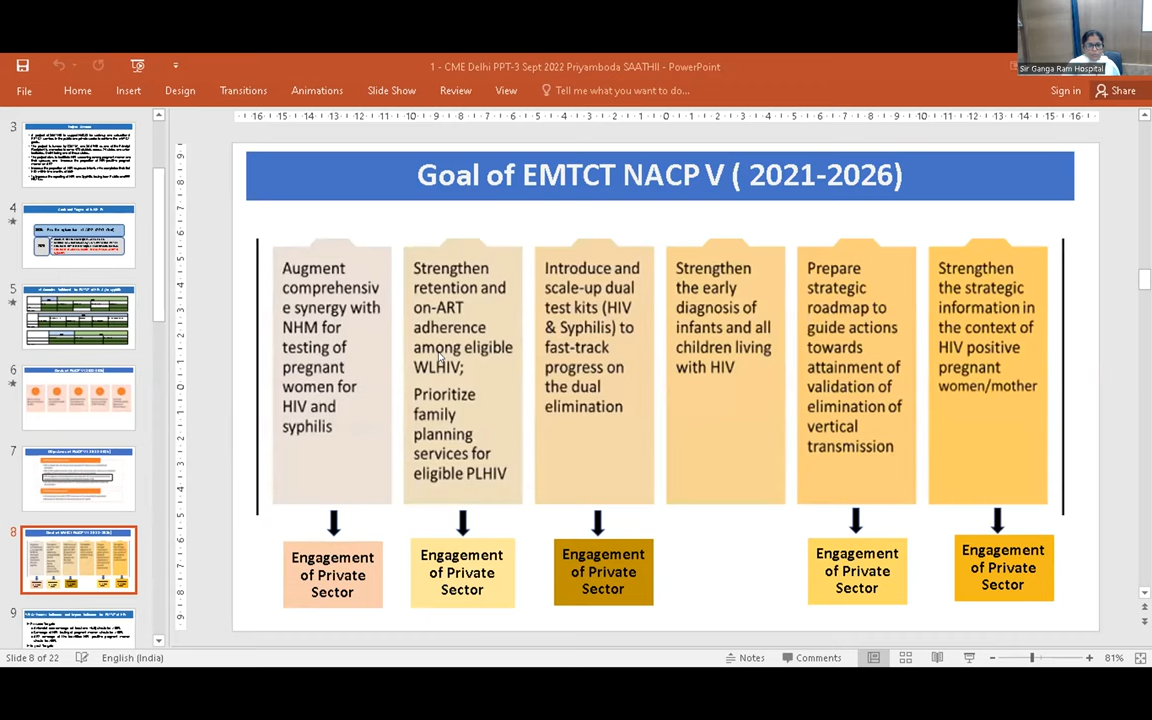 Sir Ganga Ram Hospital
1 - CME Delhi PPT-3 Sept 2022 Priyamboda SAATHII - PowerPoint
File Home Insert Design Transitions Animations Slide Show Review View Tell me what you want to do... Sign in Share
3
4
5
6
7
8
9
Goal of EMTCT NACP V ( 2021-2026)
Augment
comprehensiv
e synergy with
NHM for
testing of
pregnant
women for
HIV and
syphilis
Strengthen
retention and
on-ART
adherence
among eligible
WLHIV;
Prioritize
family
planning
services for
eligible PLHIV
Introduce and
scale-up dual
test kits (HIV
& Syphilis) to
fast-track
progress on
the dual
elimination
Strengthen
the early
diagnosis of
infants and all
children living
with HIV
Prepare
strategic
roadmap to
guide actions
towards
attainment of
validation of
elimination of
vertical
transmission
Strengthen
the strategic
information in
the context of
HIV positive
pregnant
women/mother
Engagement
of Private
Sector
Engagement
of Private
Sector
Engagement
of Private
Sector
Engagement
of Private
Sector
Engagement
of Private
Sector
Slide 8 of 22 English (India) Notes Comments 81%